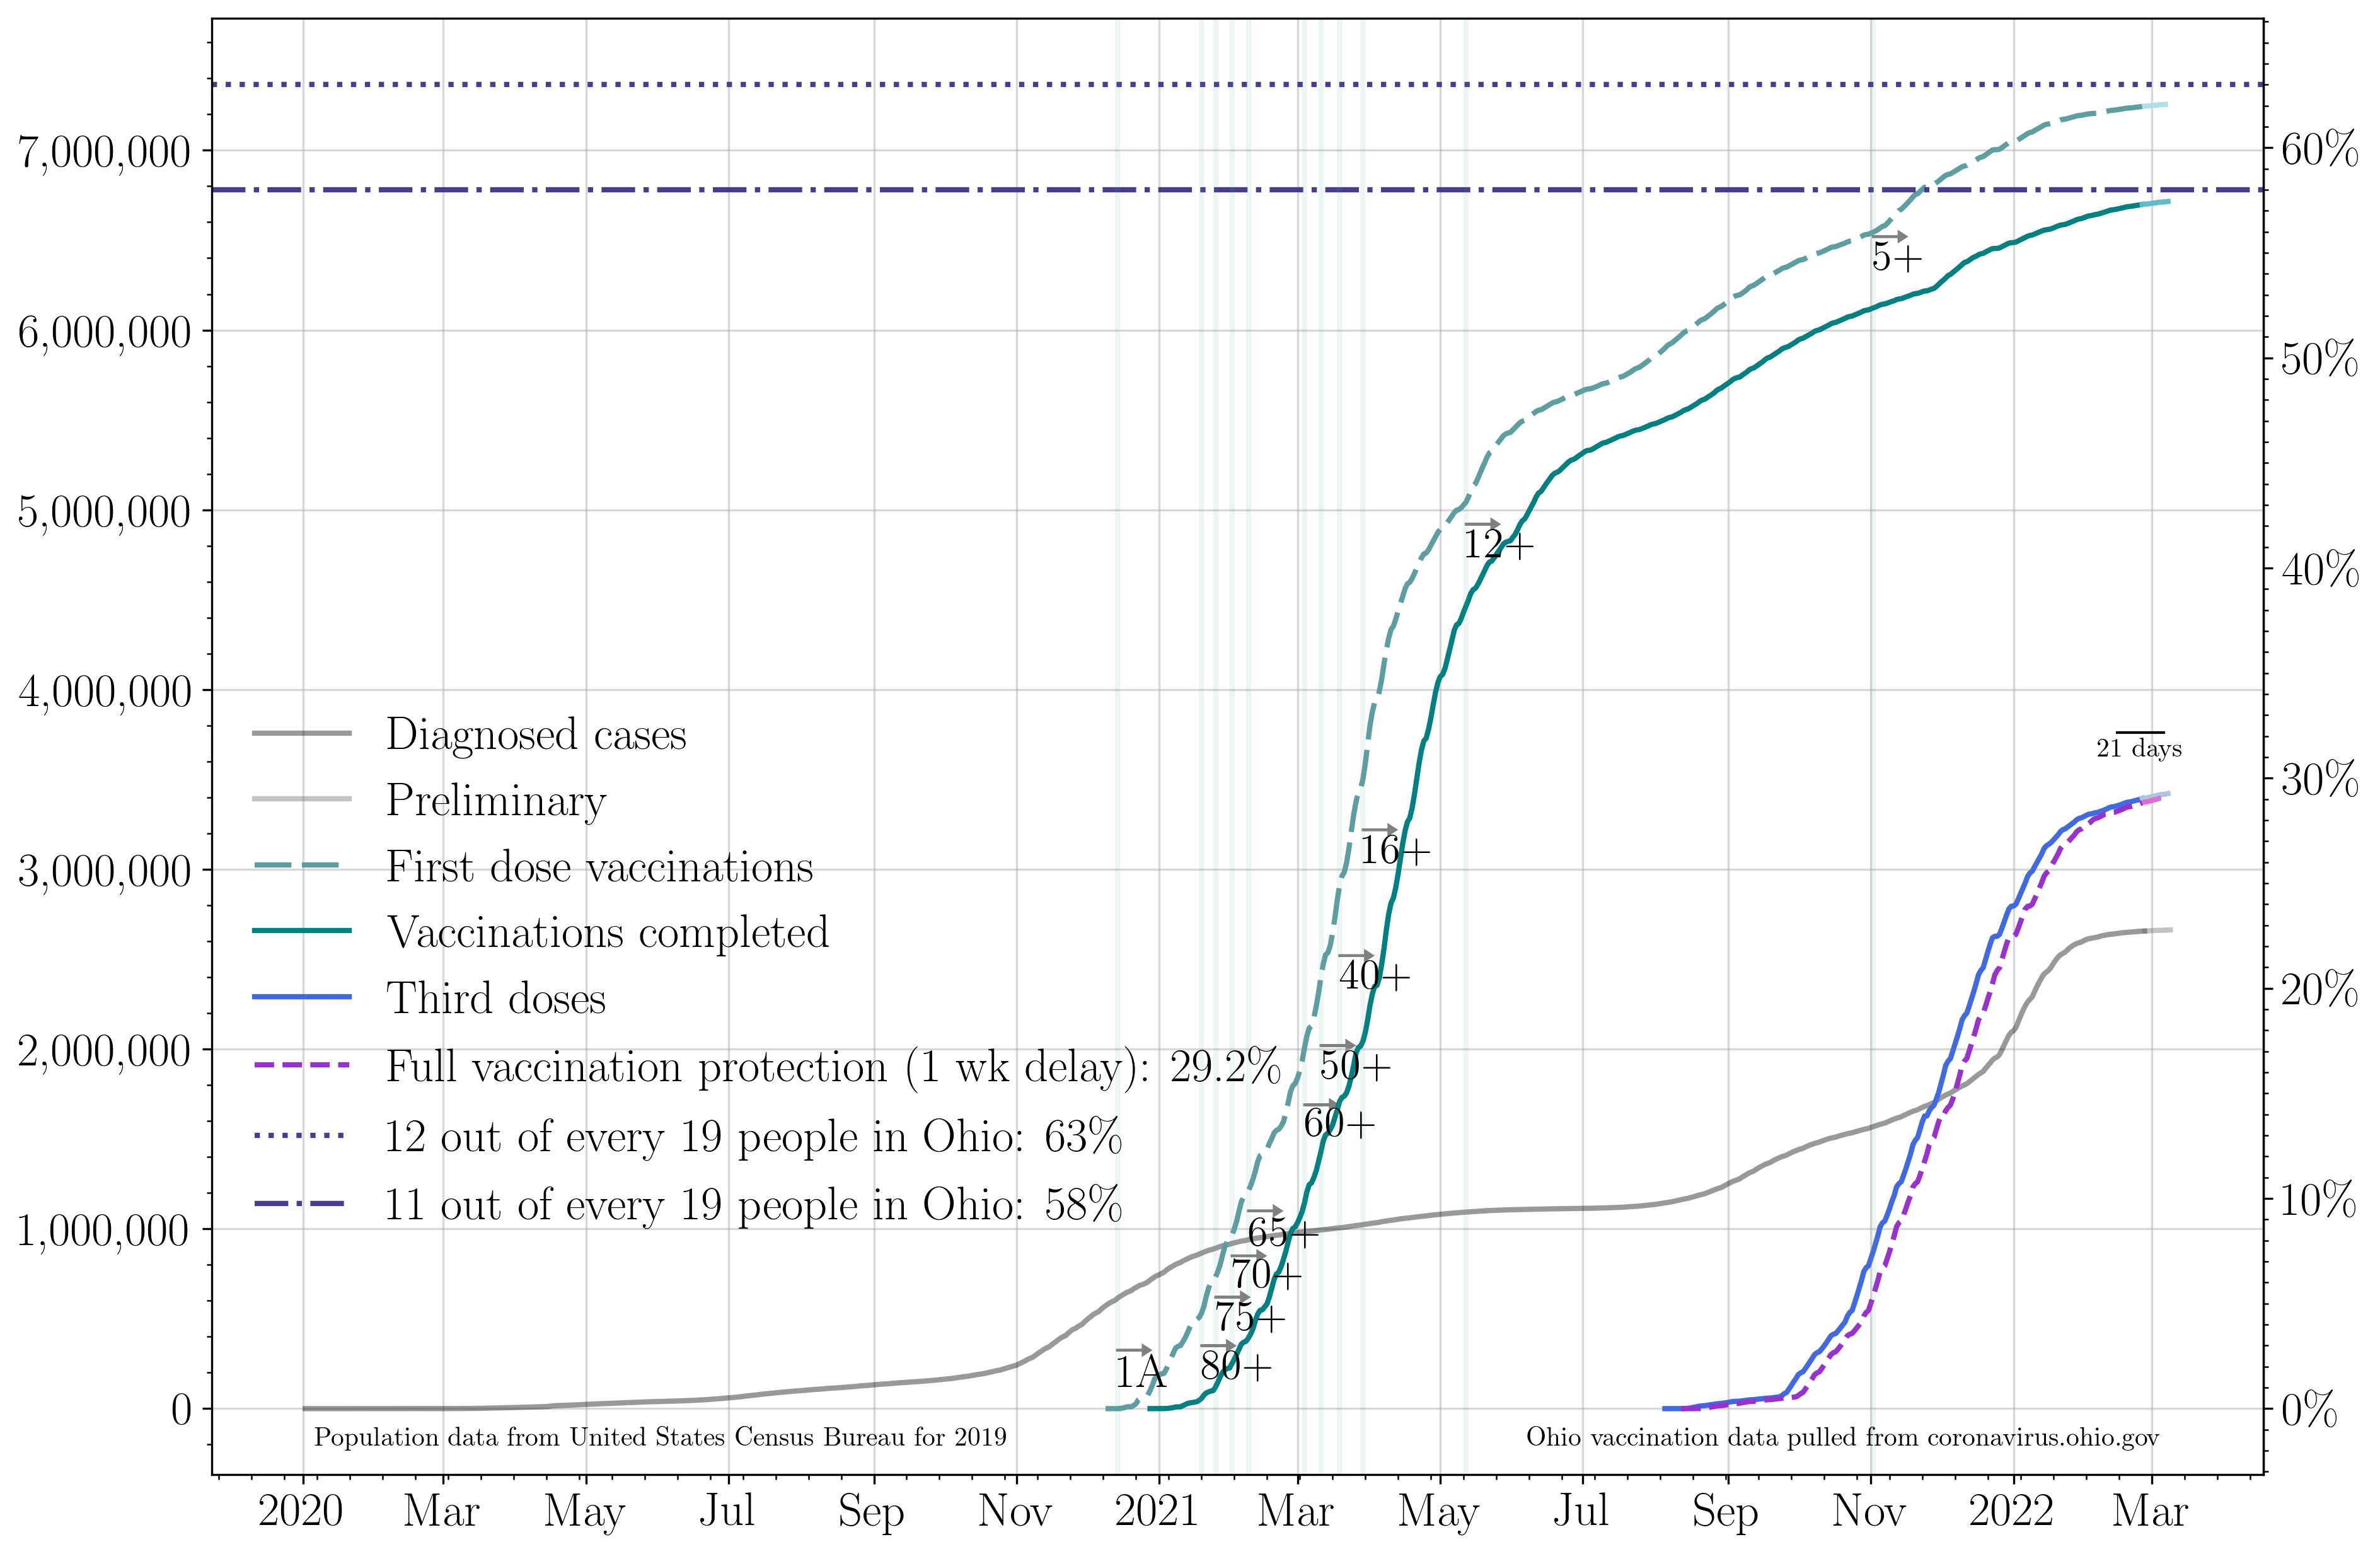 7,000,000
6,000,000
5,000,000
4,000,000
3,000,000
2,000,000
1,000,000
0
60%
50%
40%
30%
20%
10%
0%
5+
12+
16+
40+
50+
60+
65+
70+
75+
80+
1A
21 days
Diagnosed cases
Preliminary
First dose vaccinations
Vaccinations completed
Third doses
Full vaccination protection (1 wk delay): 29.2%
12 out of every 19 people in Ohio: 63%
11 out of every 19 people in Ohio: 58%
Population data from United States Census Bureau for 2019
Ohio vaccination data pulled from coronavirus.ohio.gov
2020 Mar May Jul Sep Nov 2021 Mar May Jul Sep Nov 2022 Mar